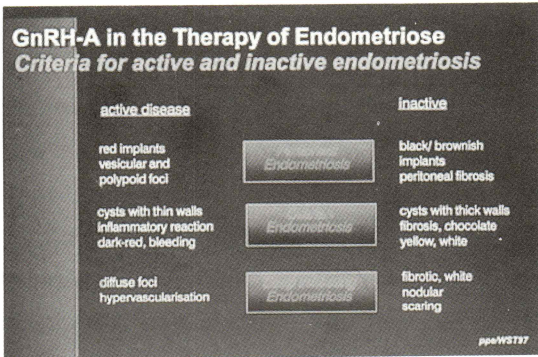 GnRH-A in the Therapy of Endometriose
Criteria for active and inactive endometriosis
active disease
inactive
red implants
vesicular and
polypoid foci
Endometriosis
black/ brownish
implants
peritoneal fibrosis
cysts with thin walls
inflammatory reaction
dark-red, bleeding
Endometriosis
cysts with thick walls
fibrosis, chocolate
yellow, white
diffuse foci
hypervascularisation
Endometriosis
fibrotic, white
nodular
scaring